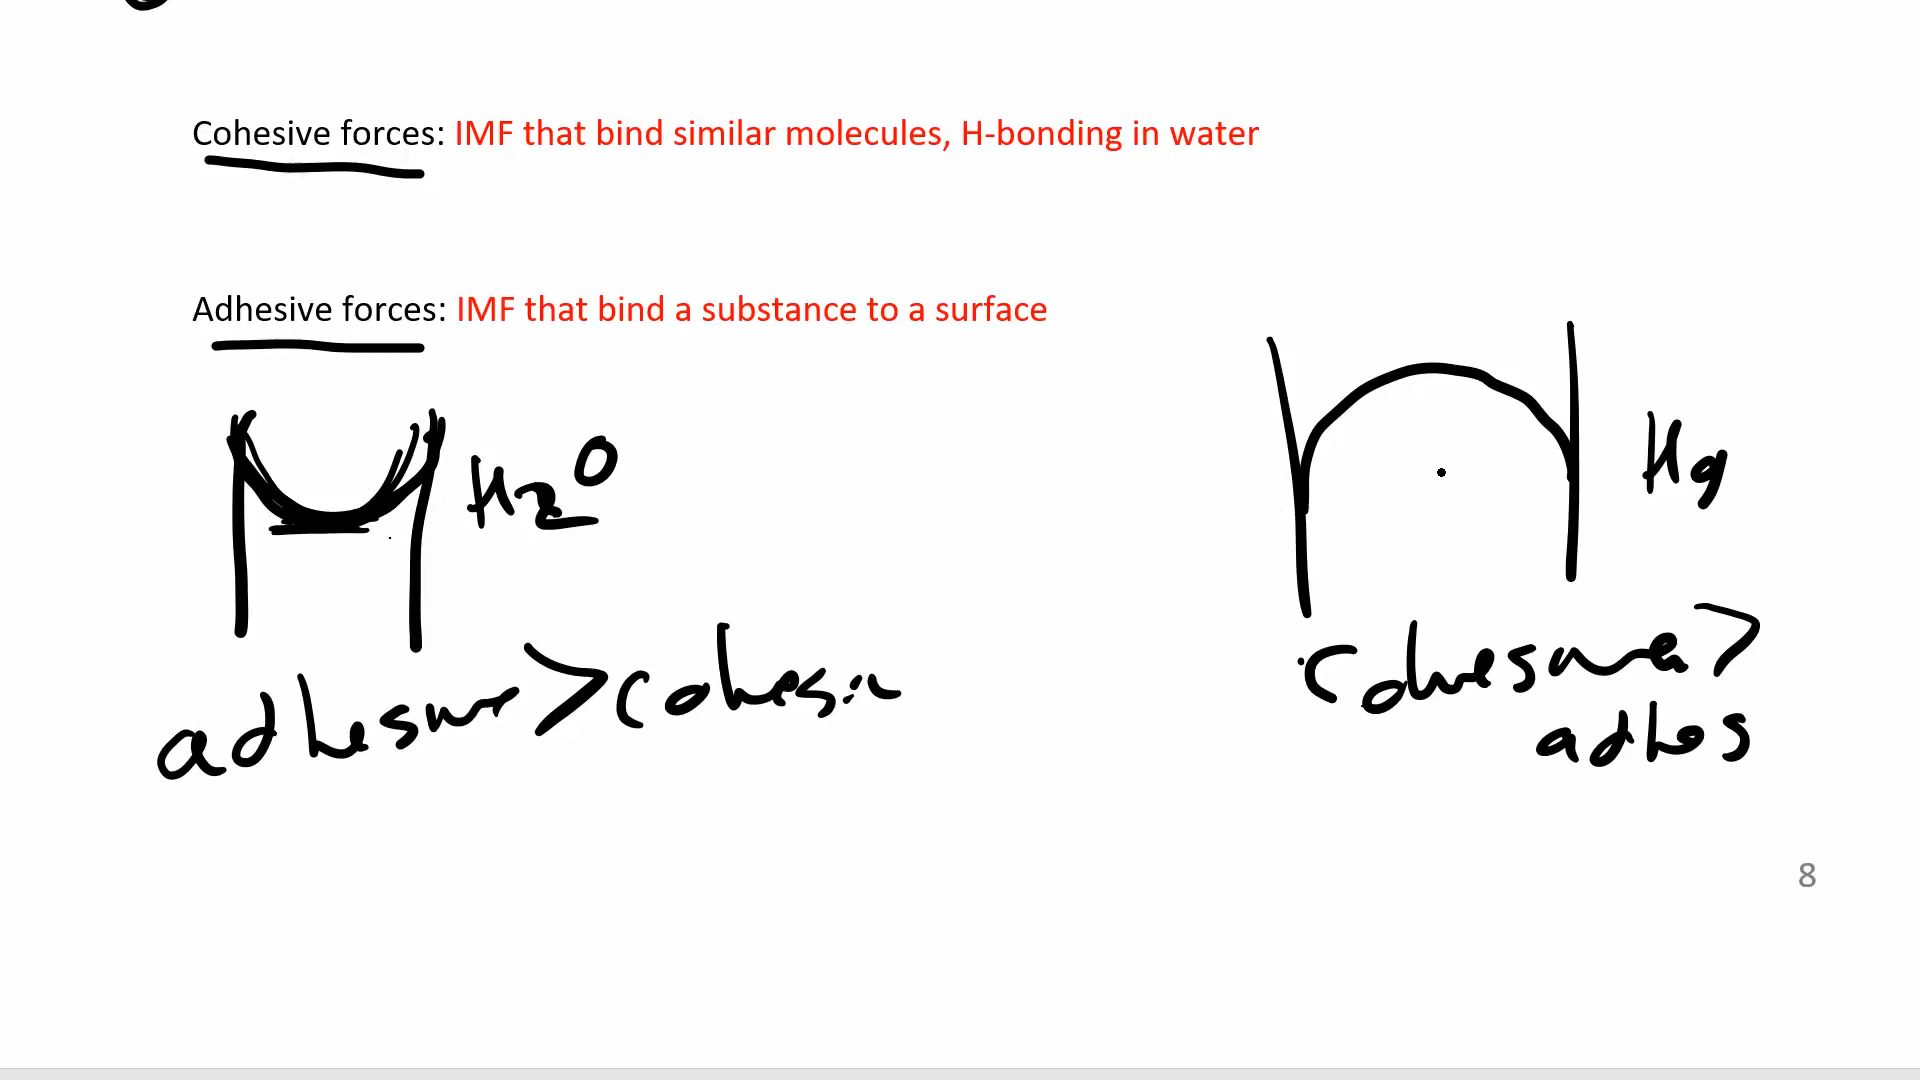 Cohesive forces: IMF that bind similar molecules, H-bonding in water
Adhesive forces: IMF that bind a substance to a surface
H2O
Hg
adhesive > cohesive
cohesive >
adhes
8